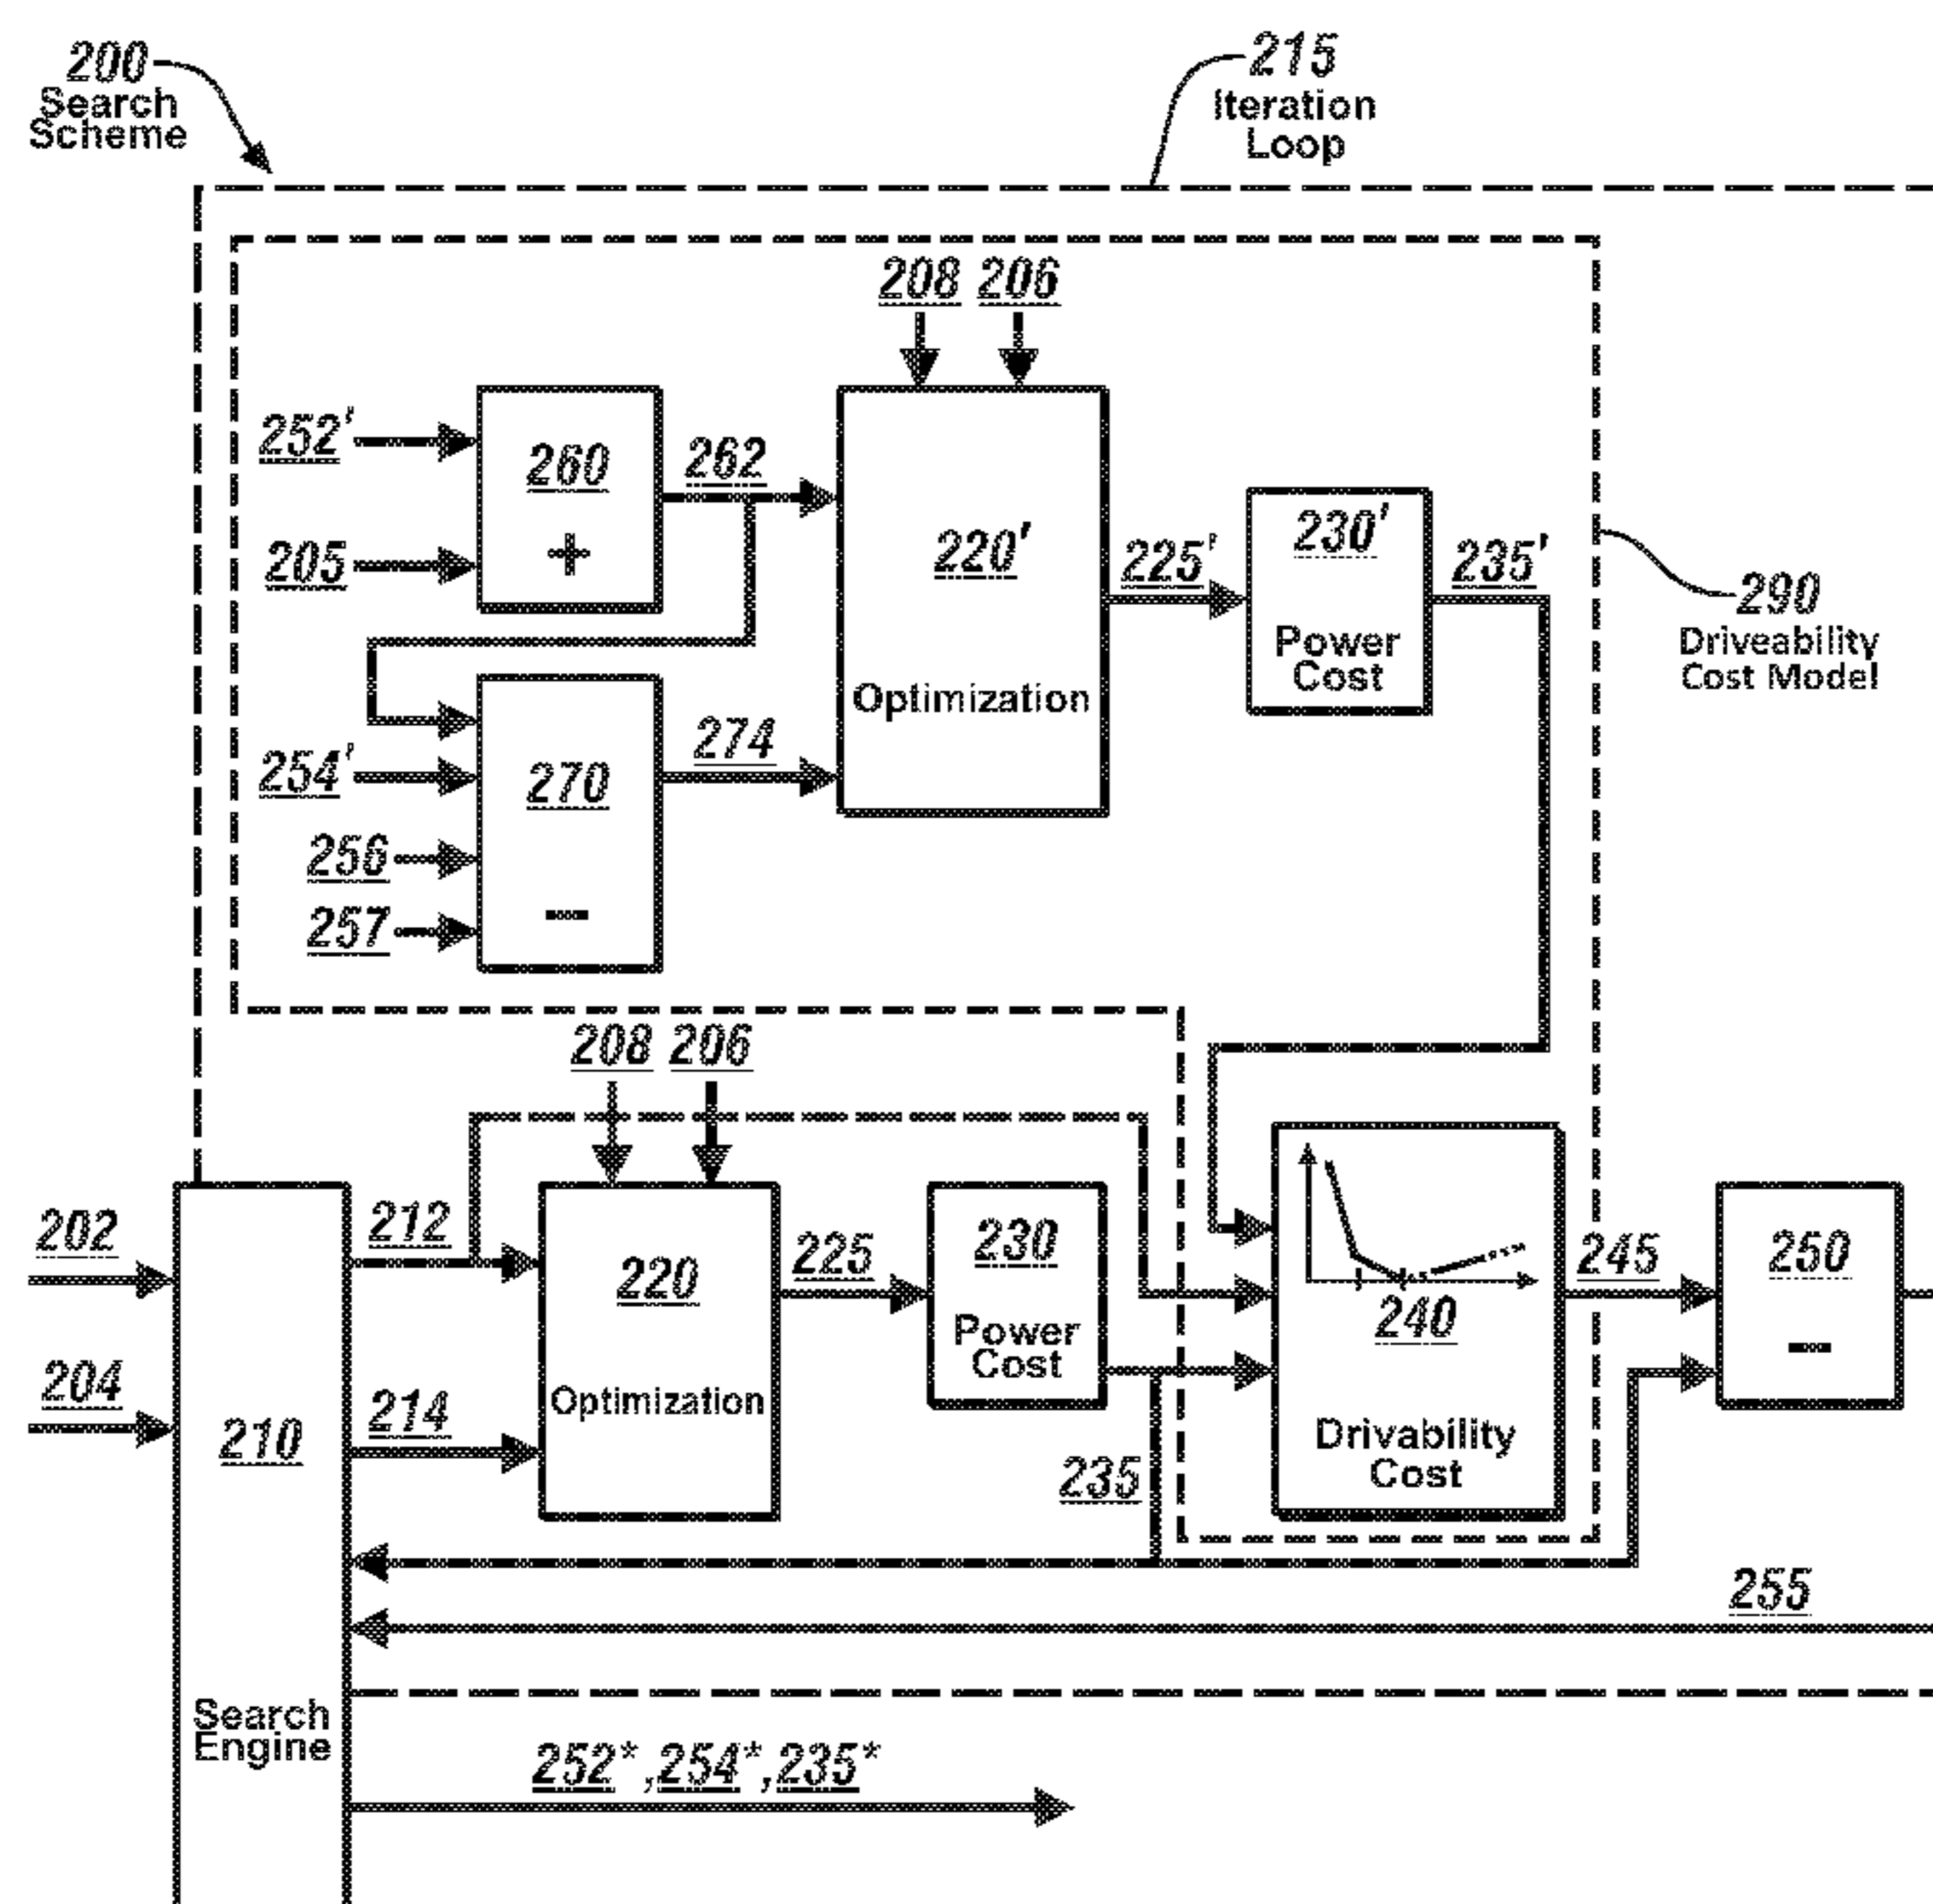 200
Search
Scheme
215
Iteration
Loop
208 206
252'
260
+
262
205
220'
Optimization
225'
230'
Power
Cost
235'
290
Driveability
Cost Model
254'
270
−
274
256
257
208 206
202
204
210
Search
Engine
212
214
220
Optimization
225
230
Power
Cost
235
240
Drivability
Cost
245
250
−
255
252*,254*,235*